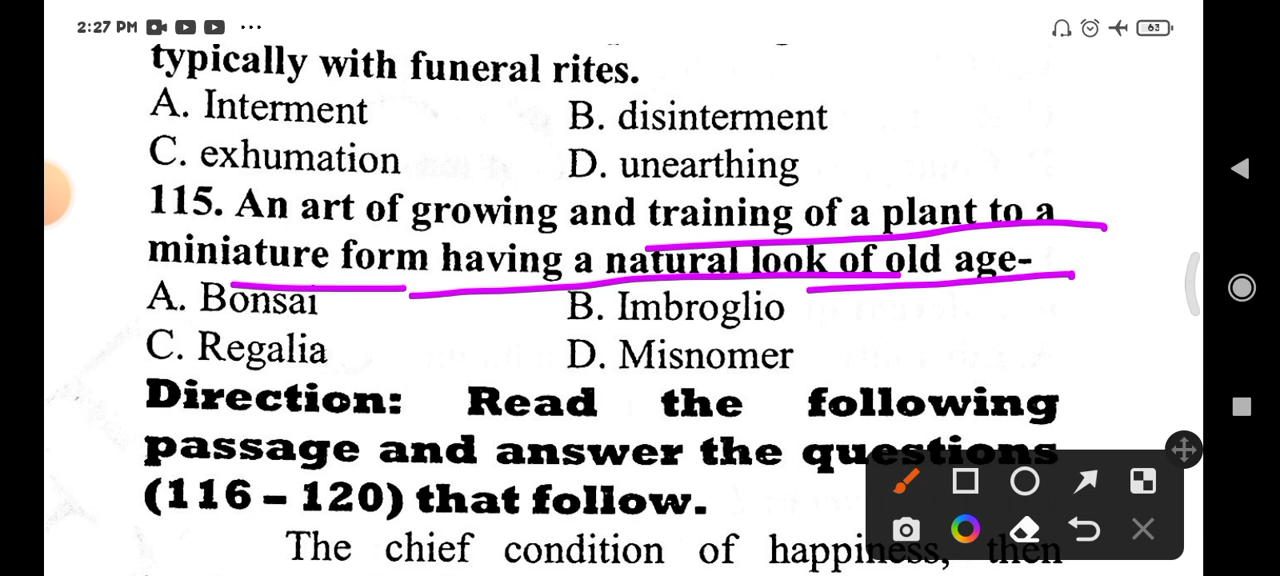 2:27 PM
63
typically with funeral rites.
A. Interment B. disinterment
C. exhumation D. unearthing
115. An art of growing and training of a plant to a
miniature form having a natural look of old age-
A. Bonsai B. Imbroglio
C. Regalia D. Misnomer
Direction: Read the following
passage and answer the questions
(116 – 120) that follow.
The chief condition of happiness, then